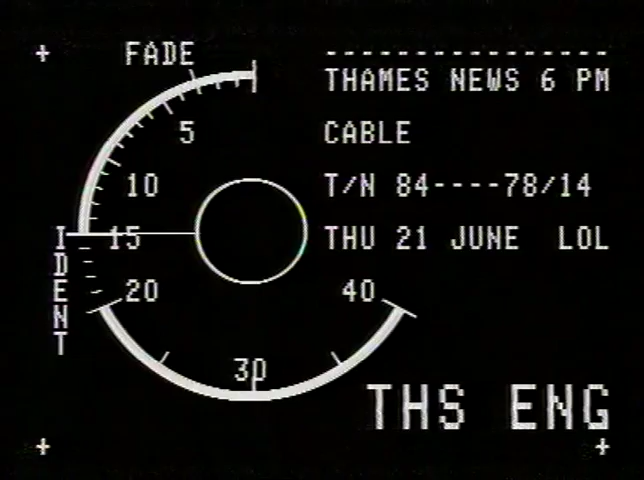 FADE
5
10
15
20
30
40
IDENT
----------------
THAMES NEWS 6 PM
CABLE
T/N 84----78/14
THU 21 JUNE LOL
THS ENG